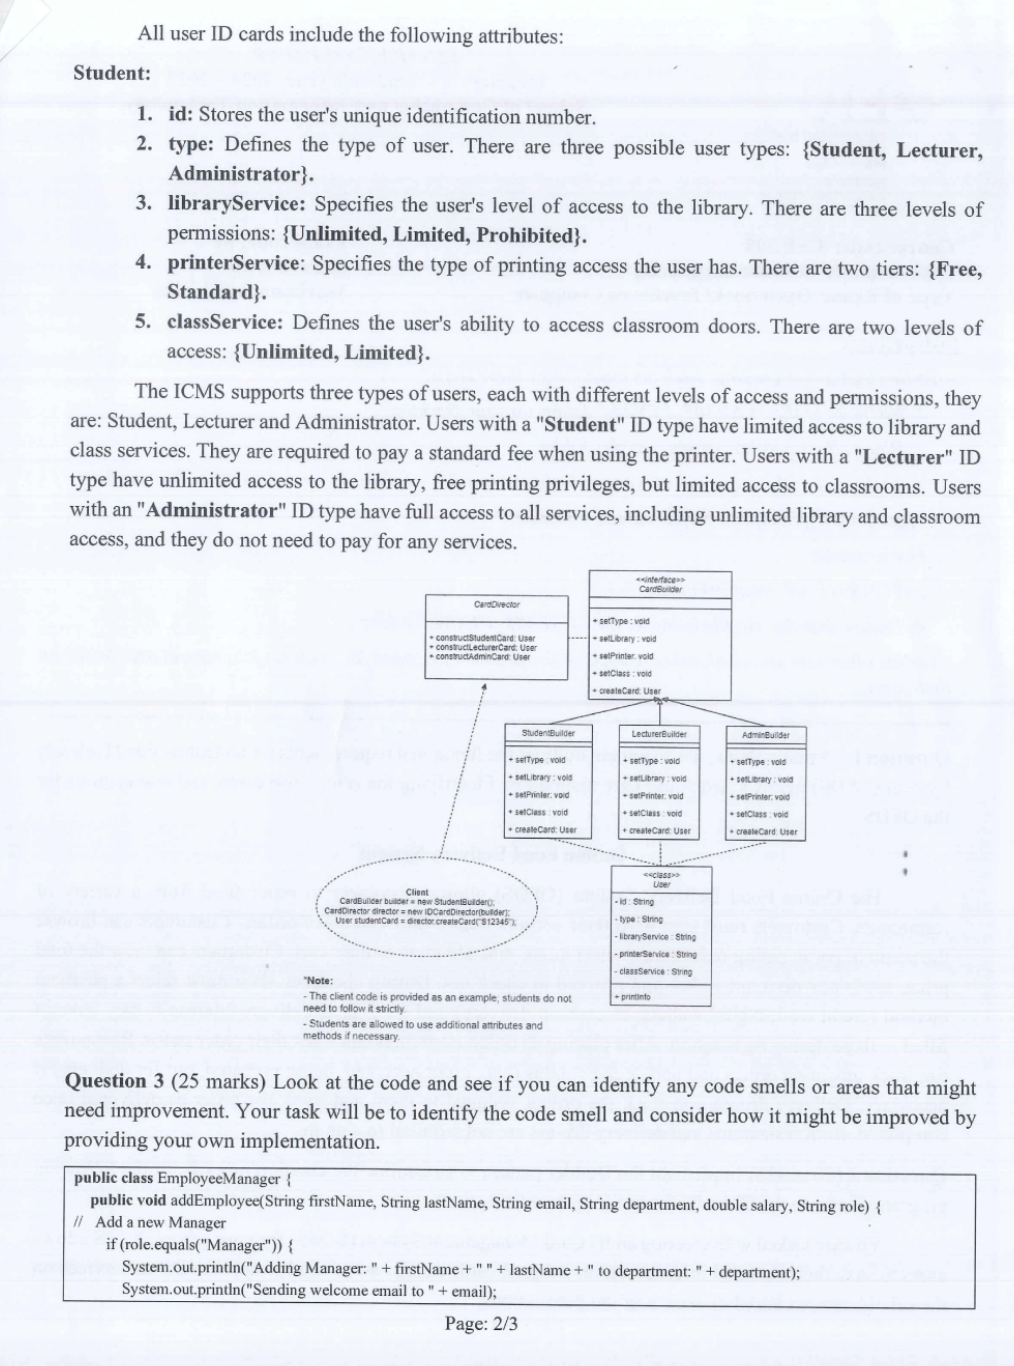 All user ID cards include the following attributes:
Student:
1. id: Stores the user's unique identification number.
2. type: Defines the type of user. There are three possible user types: {Student, Lecturer,
Administrator}.
3. libraryService: Specifies the user's level of access to the library. There are three levels of
permissions: {Unlimited, Limited, Prohibited}.
4. printerService: Specifies the type of printing access the user has. There are two tiers: {Free,
Standard}.
5. classService: Defines the user's ability to access classroom doors. There are two levels of
access: {Unlimited, Limited}.
The ICMS supports three types of users, each with different levels of access and permissions, they
are: Student, Lecturer and Administrator. Users with a "Student" ID type have limited access to library and
class services. They are required to pay a standard fee when using the printer. Users with a "Lecturer" ID
type have unlimited access to the library, free printing privileges, but limited access to classrooms. Users
with an "Administrator" ID type have full access to all services, including unlimited library and classroom
access, and they do not need to pay for any services.
CardDirector
+ constructStudentCard: User
+ constructLecturerCard: User
+ constructAdminCard: User
<<interface>>
CardBuilder
+ setType : void
+ setLibrary : void
+ setPrinter: void
+ setClass : void
+ createCard: User
StudentBuilder
+ setType : void
+ setLibrary : void
+ setPrinter: void
+ setClass : void
+ createCard: User
LecturerBuilder
+ setType : void
+ setLibrary : void
+ setPrinter: void
+ setClass : void
+ createCard: User
AdminBuilder
+ setType : void
+ setLibrary : void
+ setPrinter: void
+ setClass : void
+ createCard: User
Client
CardBuilder builder = new StudentBuilder();
CardDirector director = new IDCardDirector(builder);
User studentCard = director.createCard("S12345");
<<class>>
User
- id : String
- type : String
- libraryService : String
- printerService : String
- classService : String
+ printInfo
*Note:
- The client code is provided as an example; students do not
need to follow it strictly.
- Students are allowed to use additional attributes and
methods if necessary.
Question 3 (25 marks) Look at the code and see if you can identify any code smells or areas that might
need improvement. Your task will be to identify the code smell and consider how it might be improved by
providing your own implementation.
public class EmployeeManager {
public void addEmployee(String firstName, String lastName, String email, String department, double salary, String role) {
// Add a new Manager
if (role.equals("Manager")) {
System.out.println("Adding Manager: " + firstName + " " + lastName + " to department: " + department);
System.out.println("Sending welcome email to " + email);
Page: 2/3